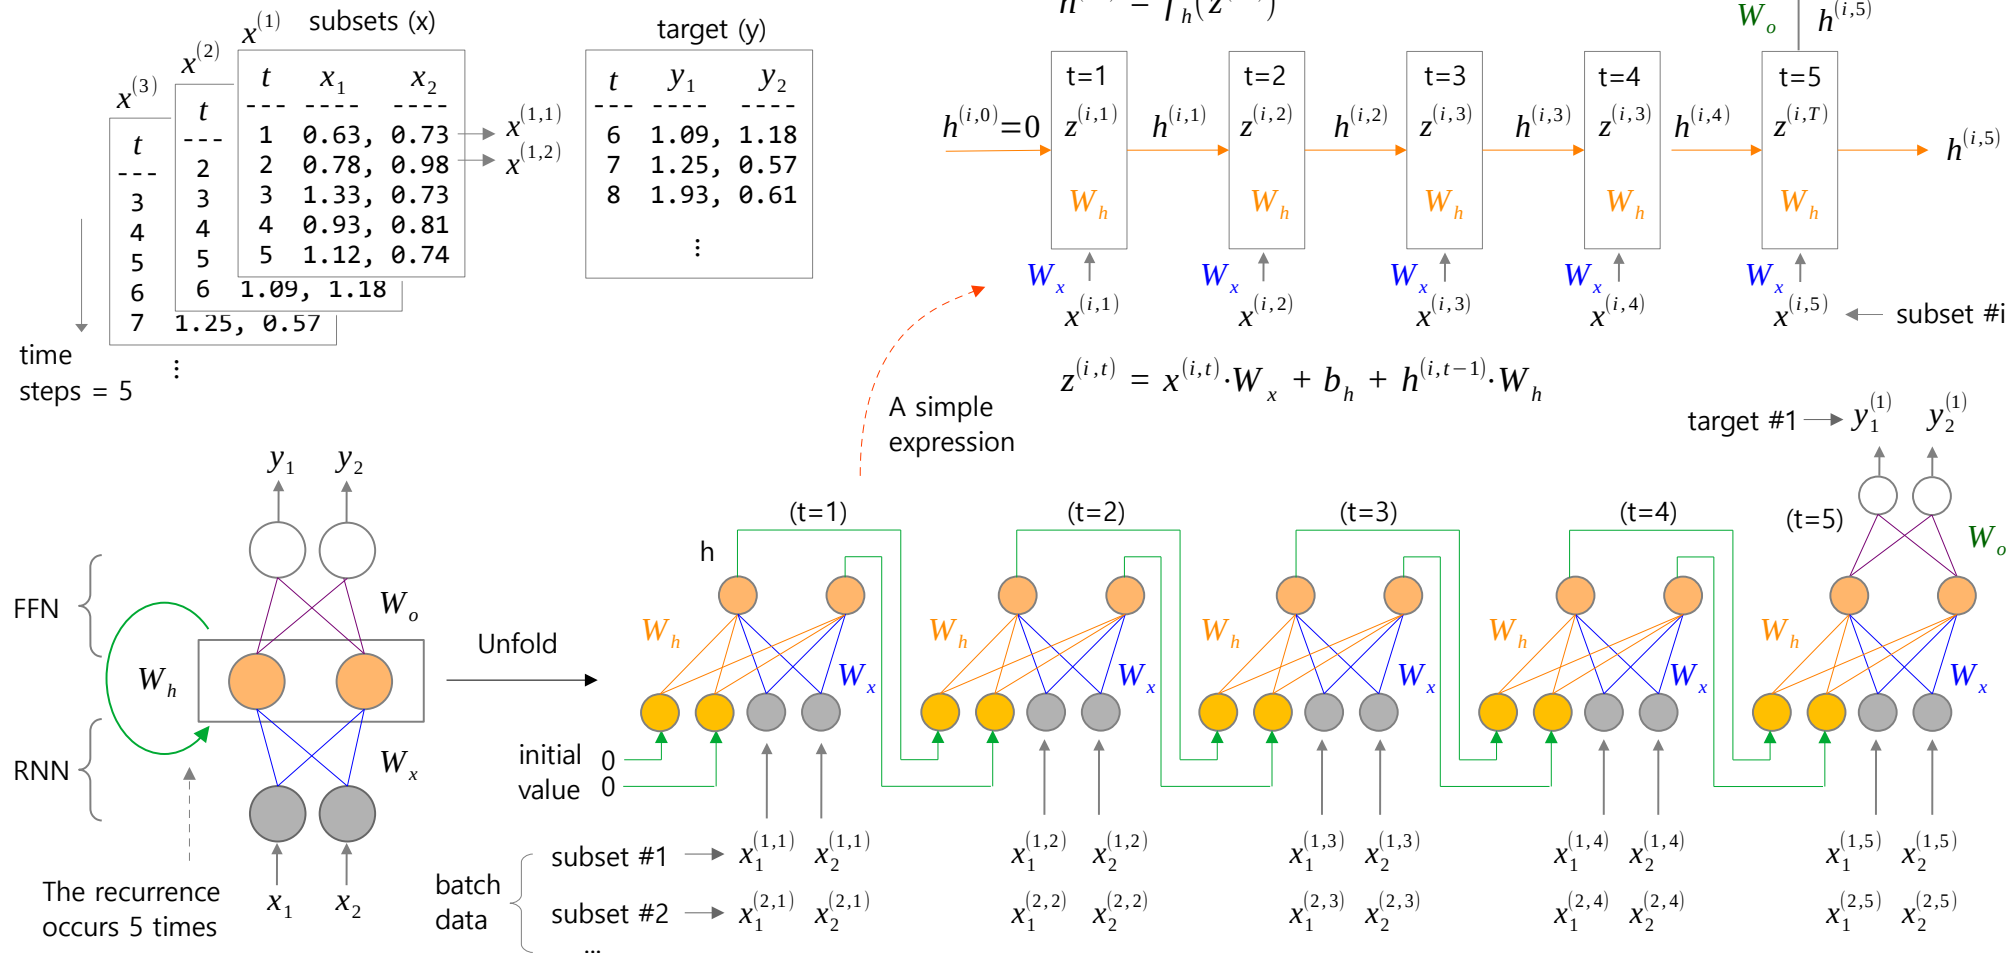 subsets (x)
target (y)
x^(1)
x^(2)
x^(3)
t x₁ x₂
--- ---- ----
1 0.63, 0.73
2 0.78, 0.98
3 1.33, 0.73
4 0.93, 0.81
5 1.12, 0.74
x^(1,1)
x^(1,2)
t
---
2
3
4
5
6 1.09, 1.18
t
---
3
4
5
6
7 1.25, 0.57
⋮
time
steps = 5
t y₁ y₂
--- ---- ----
6 1.09, 1.18
7 1.25, 0.57
8 1.93, 0.61
⋮
W_o h^(i,5)
t=1 t=2 t=3 t=4 t=5
h^(i,0)=0 z^(i,1) h^(i,1) z^(i,2) h^(i,2) z^(i,3) h^(i,3) z^(i,3) h^(i,4) z^(i,T) h^(i,5)
W_h W_h W_h W_h W_h
W_x W_x W_x W_x W_x
x^(i,1) x^(i,2) x^(i,3) x^(i,4) x^(i,5) subset #i
z^(i,t) = x^(i,t)·W_x + b_h + h^(i,t−1)·W_h
A simple
expression
target #1 y₁^(1) y₂^(1)
y₁ y₂
FFN
W_o
W_h
RNN
W_x
x₁ x₂
The recurrence
occurs 5 times
Unfold
(t=1) (t=2) (t=3) (t=4) (t=5)
h
W_o
W_h W_h W_h W_h W_h
W_x W_x W_x W_x W_x
initial 0
value 0
batch
data
subset #1 x₁^(1,1) x₂^(1,1) x₁^(1,2) x₂^(1,2) x₁^(1,3) x₂^(1,3) x₁^(1,4) x₂^(1,4) x₁^(1,5) x₂^(1,5)
subset #2 x₁^(2,1) x₂^(2,1) x₁^(2,2) x₂^(2,2) x₁^(2,3) x₂^(2,3) x₁^(2,4) x₂^(2,4) x₁^(2,5) x₂^(2,5)
...